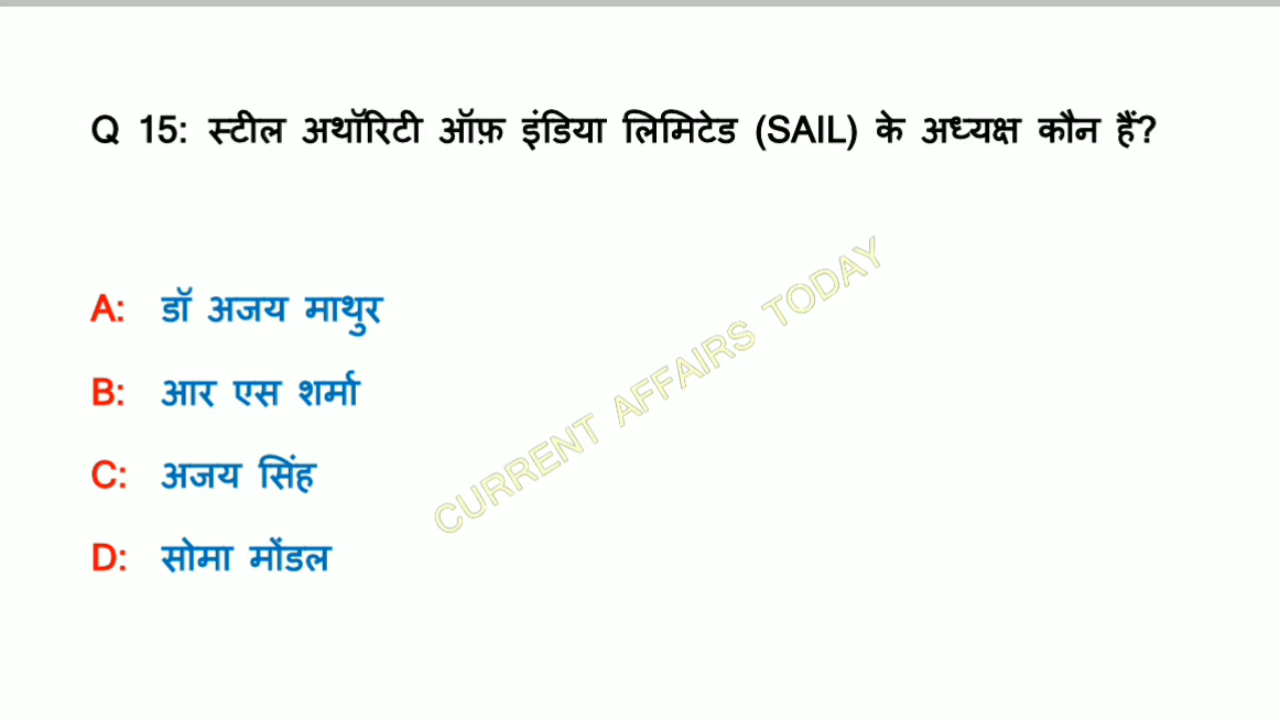 Q 15: स्टील अथॉरिटी ऑफ़ इंडिया लिमिटेड (SAIL) के अध्यक्ष कौन हैं?
A: डॉ अजय माथुर
B: आर एस शर्मा
C: अजय सिंह
D: सोमा मोंडल
CURRENT AFFAIRS TODAY